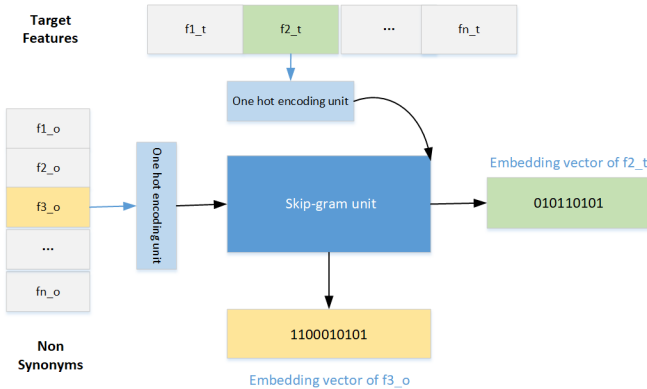 Target
Features
f1_t
f2_t
...
fn_t
One hot encoding unit
f1_o
f2_o
f3_o
...
fn_o
One hot encoding unit
Skip-gram unit
Embedding vector of f2_t
010110101
1100010101
Non
Synonyms
Embedding vector of f3_o